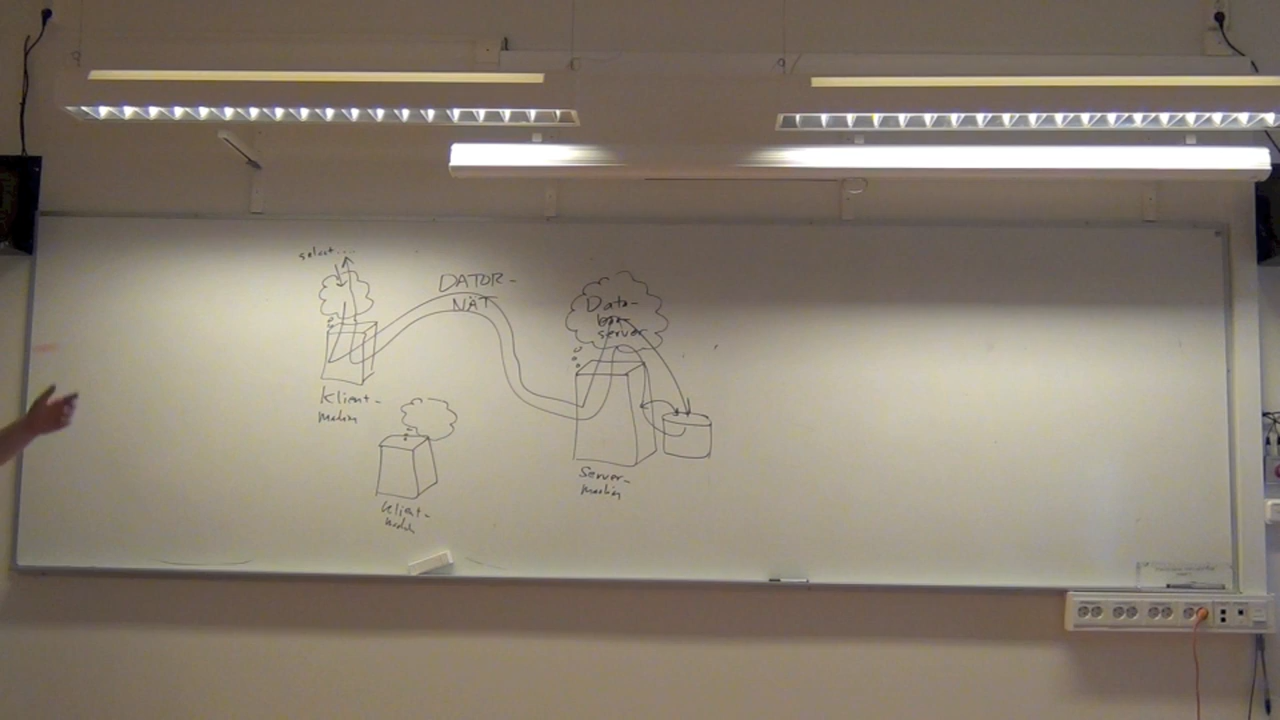 select...
DATOR-
NÄT
Data-
bas-
server
Klient-
maskin
Klient-
maskin
Server-
maskin